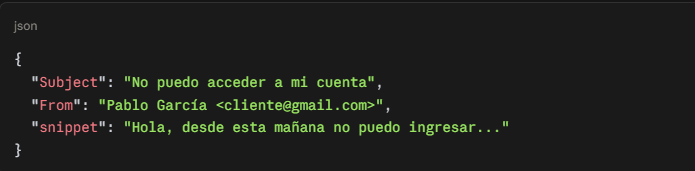 json
{
"Subject": "No puedo acceder a mi cuenta",
"From": "Pablo García <cliente@gmail.com>",
"snippet": "Hola, desde esta mañana no puedo ingresar..."
}